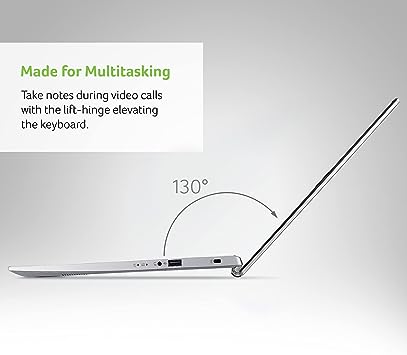 Made for Multitasking
Take notes during video calls
with the lift-hinge elevating
the keyboard.
130°